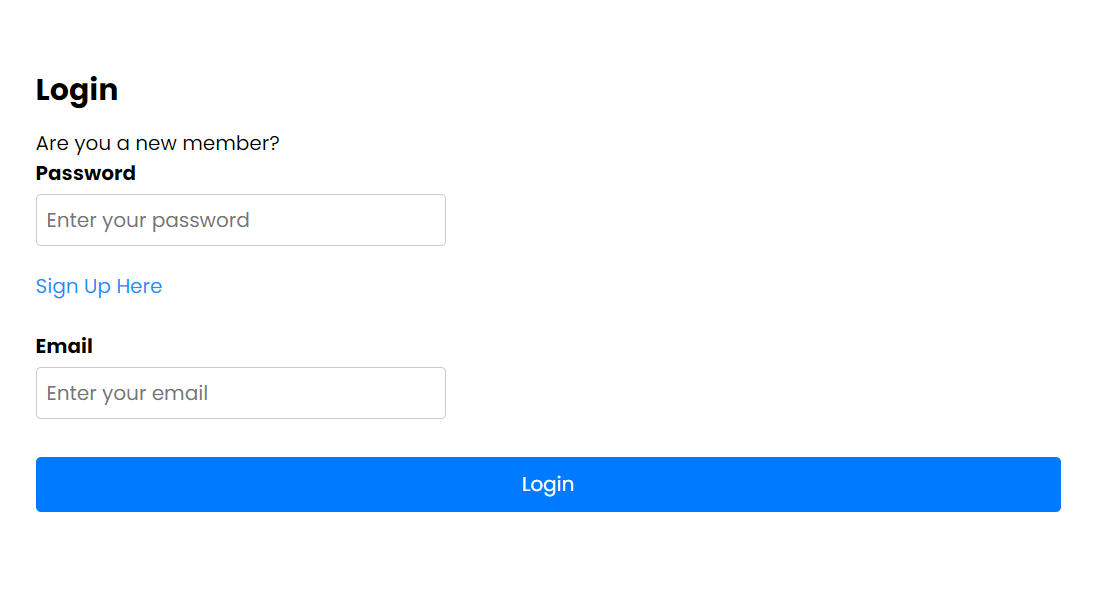 Login
Are you a new member?
Password
Enter your password
Sign Up Here
Email
Enter your email
Login